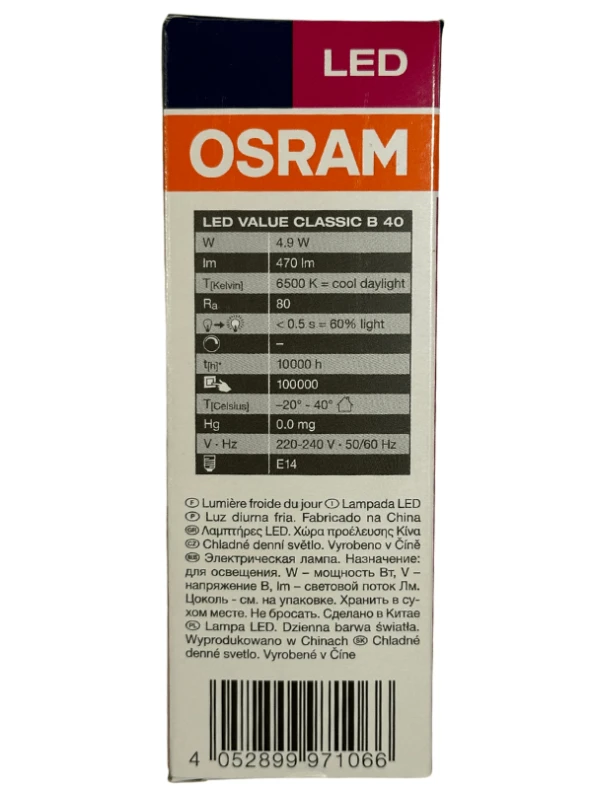 LED
OSRAM
LED VALUE CLASSIC B 40
W 4.9 W
lm 470 lm
T[Kelvin] 6500 K = cool daylight
Ra 80
< 0.5 s = 60% light
–
t[h]* 10000 h
100000
T[Celsius] –20° - 40°
Hg 0.0 mg
V · Hz 220-240 V · 50/60 Hz
E14
F Lumière froide du jour I Lampada LED
P Luz diurna fria. Fabricado na China
GR Λαμπτήρες LED. Χώρα προέλευσης Κίνα
CZ Chladné denní světlo. Vyrobeno v Číně
Электрическая лампа. Назначение:
для освещения. W – мощность Вт, V –
напряжение В, lm – световой поток Лм.
Цоколь - см. на упаковке. Хранить в су-
хом месте. Не бросать. Сделано в Китае
PL Lampa LED. Dzienna barwa światła.
Wyprodukowano w Chinach SK Chladné
denné svetlo. Vyrobené v Číne
4 052899 971066